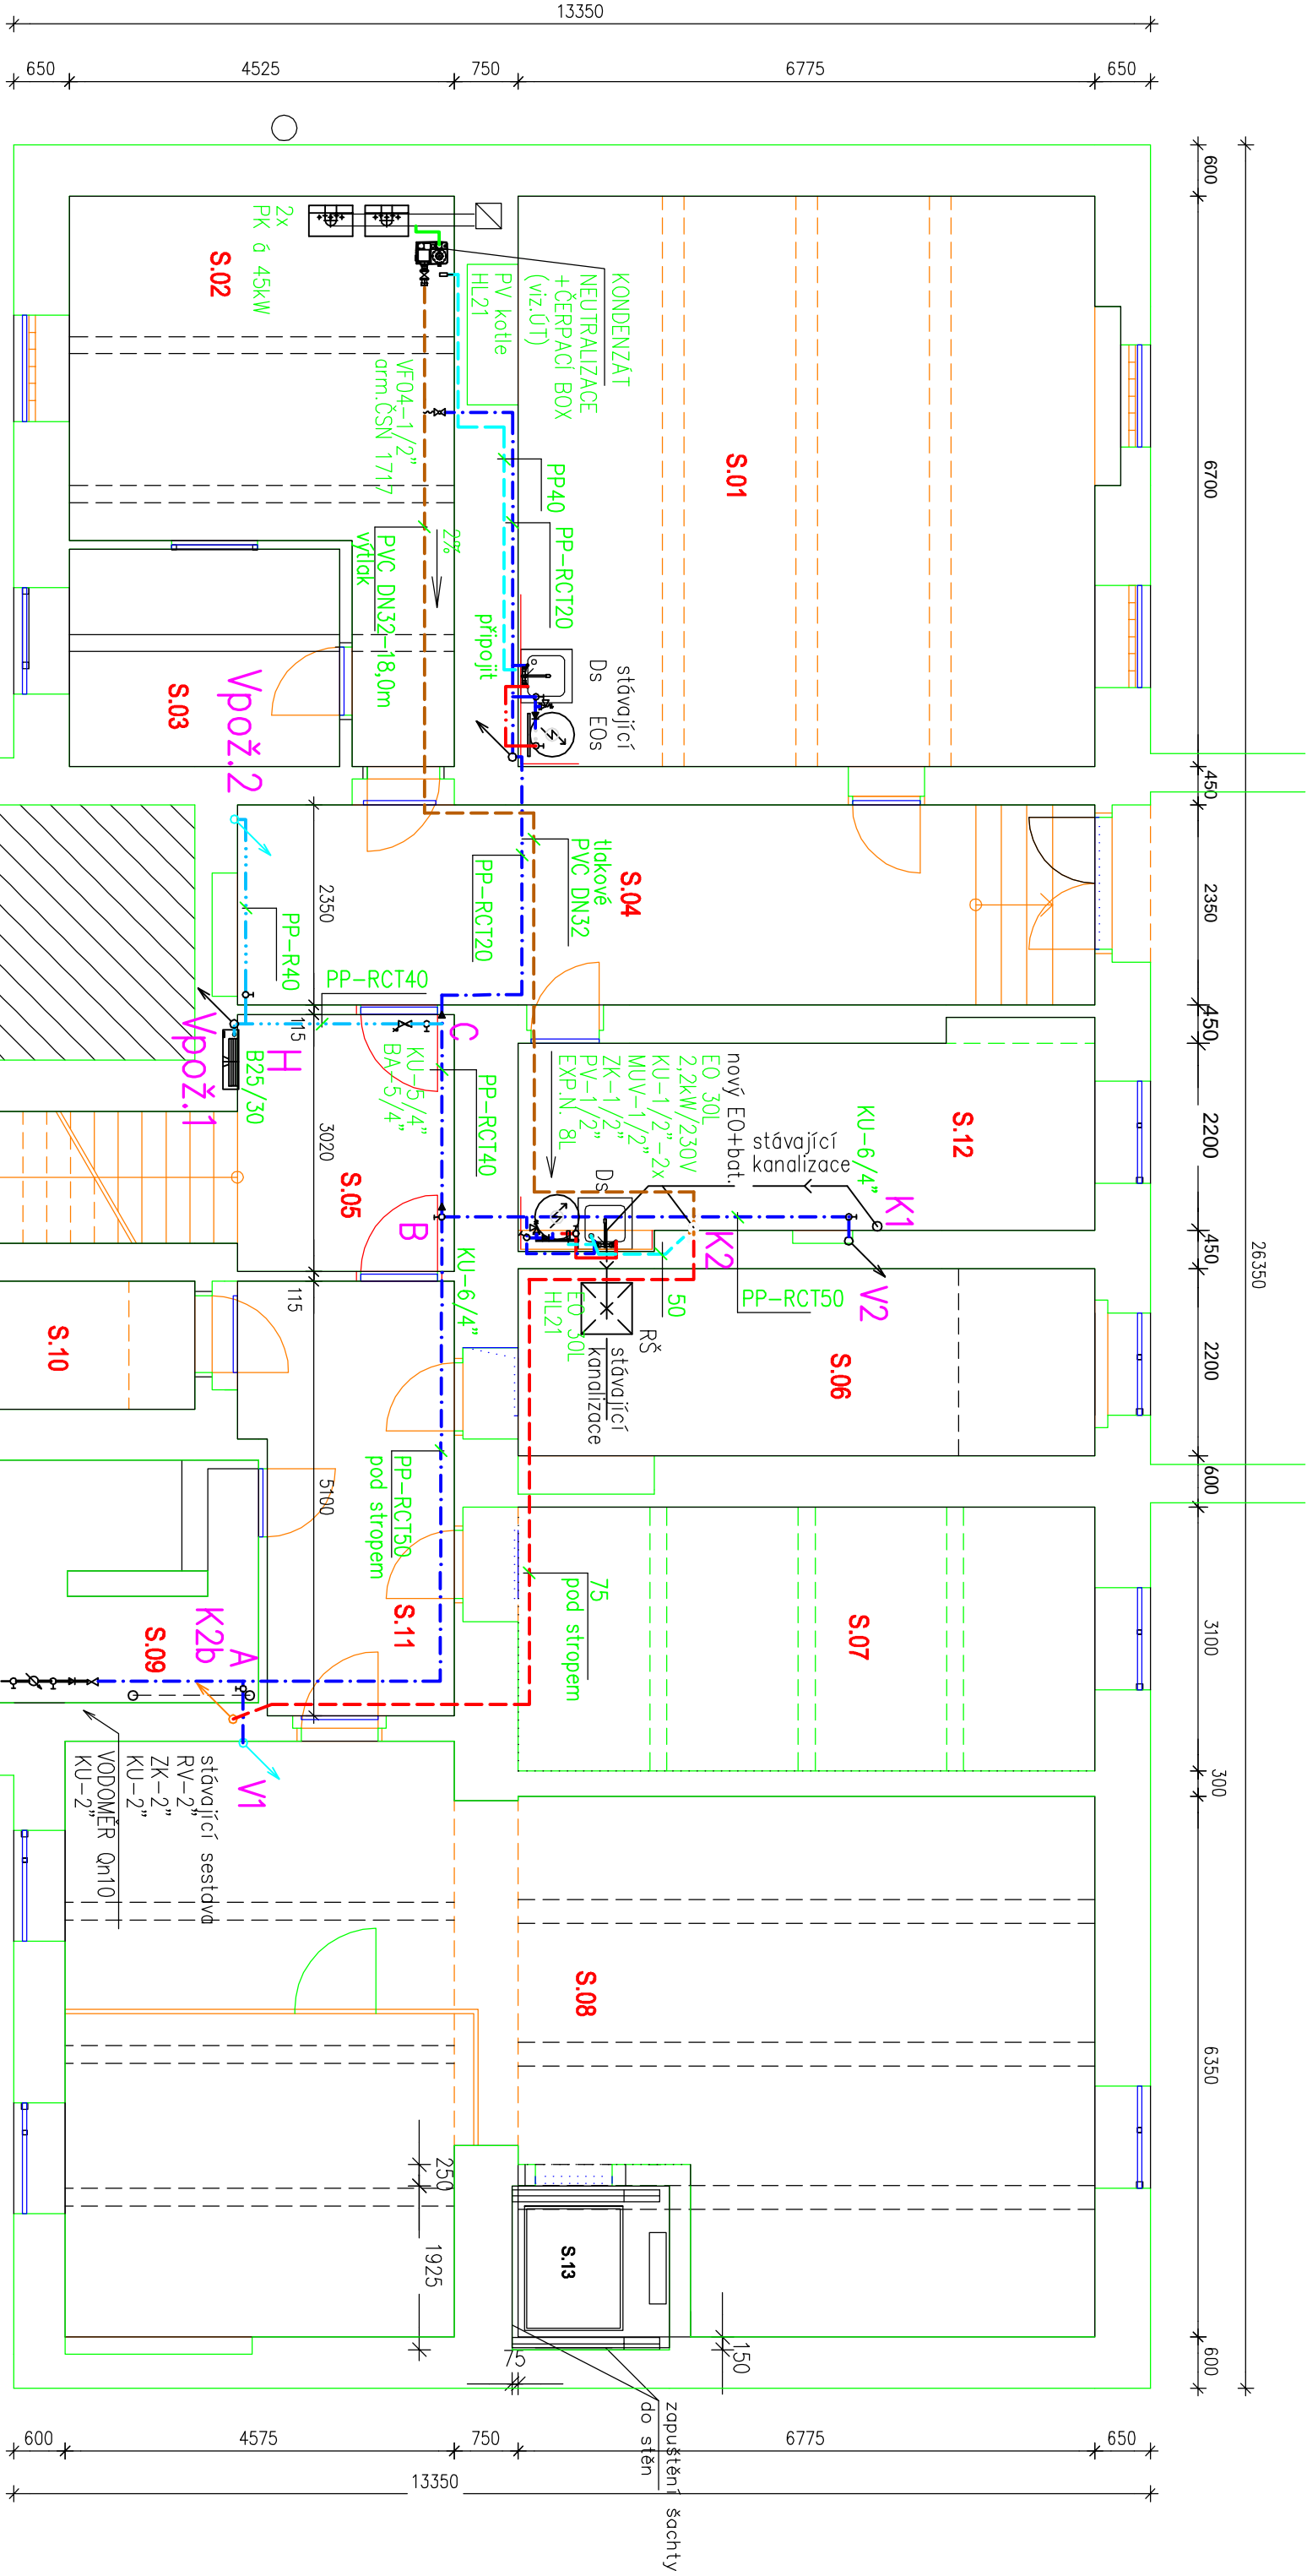 13350
650
4525
750
6775
650
600
6700
450
2350
450
2200
450
2200
600
3100
300
6350
600
26350
2x
PK á 45kW
S.02
KONDENZÁT
NEUTRALIZACE
+ČERPACÍ BOX
(viz.ÚT)
PV kotle
HL21
VF04-1/2"
arm.ČSN 1717
S.01
PP40
PP-RCT20
2%
PVC DN32-18,0m
výtlak
připojit
stávající
Ds EOs
S.03
Vpož.2
S.04
tlakové
PVC DN32
PP-RCT20
2350
PP-R40
PP-RCT40
115
H
Vpož.1
B25/30
C
KU-5/4"
BA-5/4"
PP-RCT40
3020
S.05
B
KU-6/4"
115
nový EO+bat.
EO 30L
2,2kW/230V
KU-1/2"-2x
MUV-1/2"
ZK-1/2"
PV-1/2"
EXP.N. 8L
Ds
stávající
kanalizace
KU-6/4"
S.12
K1
K2
V2
PP-RCT50
50
RŠ
EO 30L
HL21
stávající
kanalizace
S.06
S.10
PP-RCT50
pod stropem
5100
S.11
75
pod stropem
S.07
S.09
K2b
A
V1
stávající sestava
RV-2"
ZK-2"
KU-2"
VODOMĚR Qn10
KU-2"
S.08
S.13
250
1925
150
75
zapuštění šachty
do stěn
600
4575
750
6775
650
13350